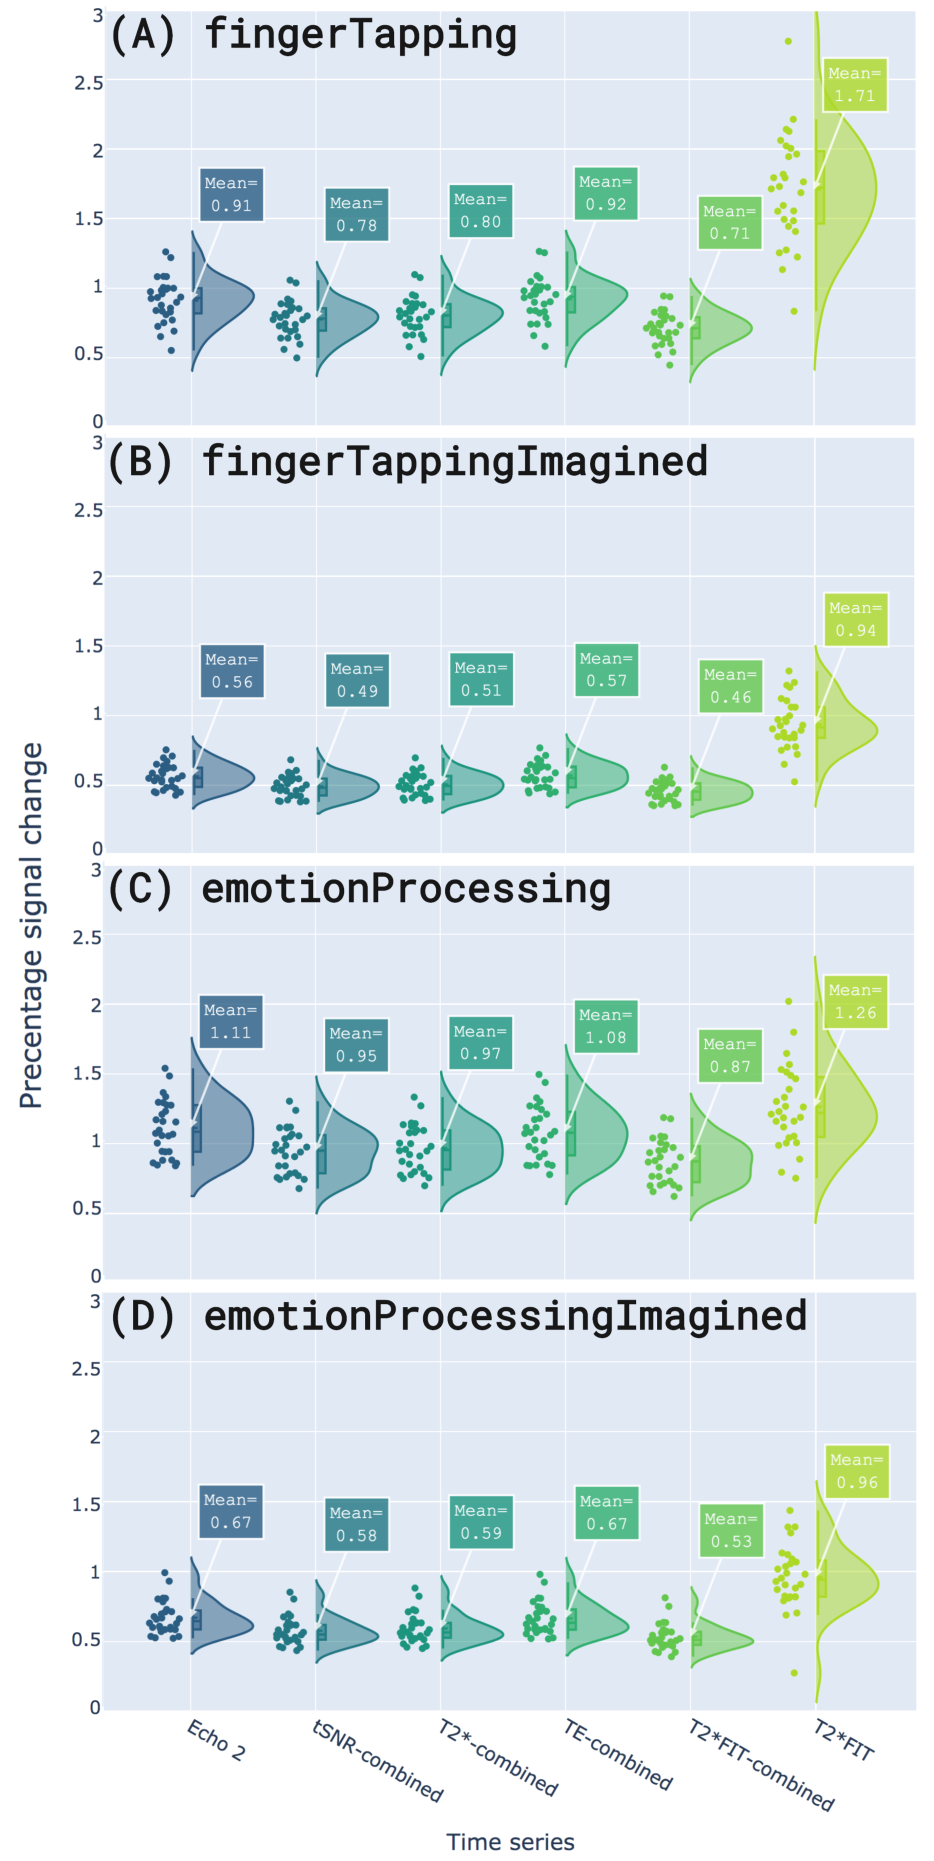 (A) fingerTapping
3
2.5
2
1.5
1
0.5
0
Mean=
0.91
Mean=
0.78
Mean=
0.80
Mean=
0.92
Mean=
0.71
Mean=
1.71
(B) fingerTappingImagined
3
2.5
2
1.5
1
0.5
0
Mean=
0.56
Mean=
0.49
Mean=
0.51
Mean=
0.57
Mean=
0.46
Mean=
0.94
Precentage signal change
(C) emotionProcessing
3
2.5
2
1.5
1
0.5
0
Mean=
1.11
Mean=
0.95
Mean=
0.97
Mean=
1.08
Mean=
0.87
Mean=
1.26
(D) emotionProcessingImagined
3
2.5
2
1.5
1
0.5
0
Mean=
0.67
Mean=
0.58
Mean=
0.59
Mean=
0.67
Mean=
0.53
Mean=
0.96
Echo 2
tSNR-combined
T2*-combined
TE-combined
T2*FIT-combined
T2*FIT
Time series